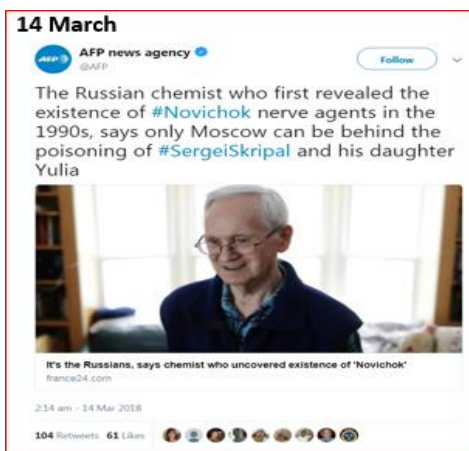 14 March
AFP news agency
@AFP
Follow
The Russian chemist who first revealed the
existence of #Novichok nerve agents in the
1990s, says only Moscow can be behind the
poisoning of #SergeiSkripal and his daughter
Yulia
It's the Russians, says chemist who uncovered existence of 'Novichok'
france24.com
2:14 am - 14 Mar 2018
104 Retweets 61 Likes